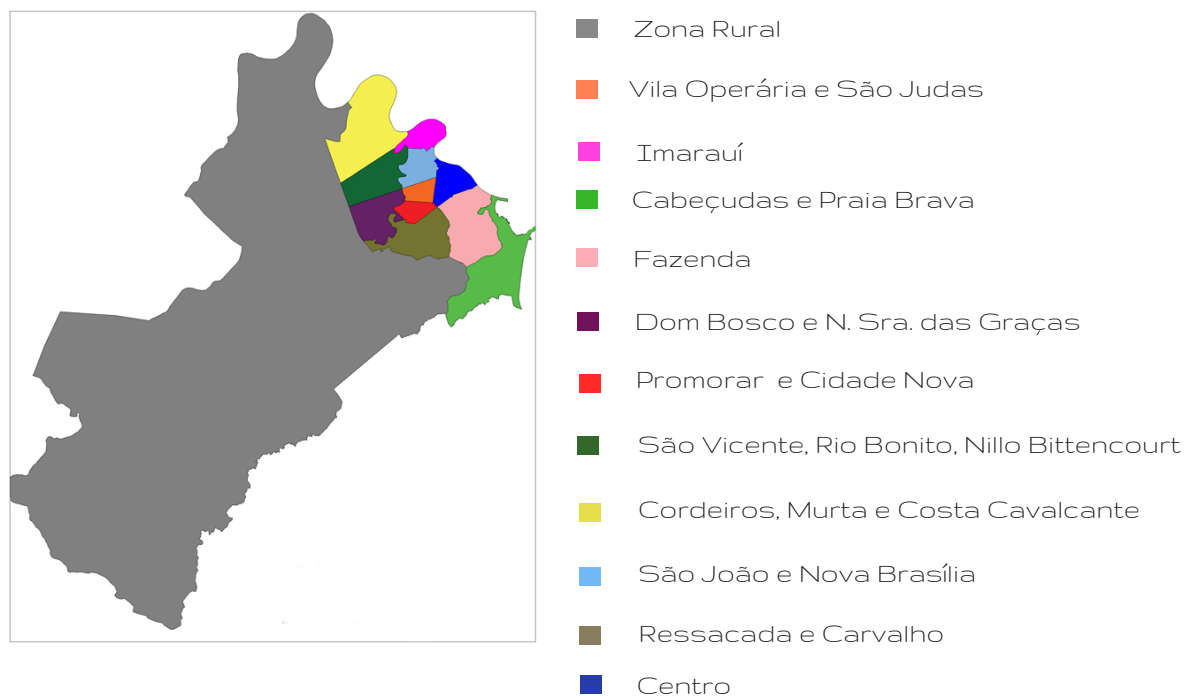 Zona Rural
Vila Operária e São Judas
Imarauí
Cabeçudas e Praia Brava
Fazenda
Dom Bosco e N. Sra. das Graças
Promorar e Cidade Nova
São Vicente, Rio Bonito, Nillo Bittencourt
Cordeiros, Murta e Costa Cavalcante
São João e Nova Brasília
Ressacada e Carvalho
Centro